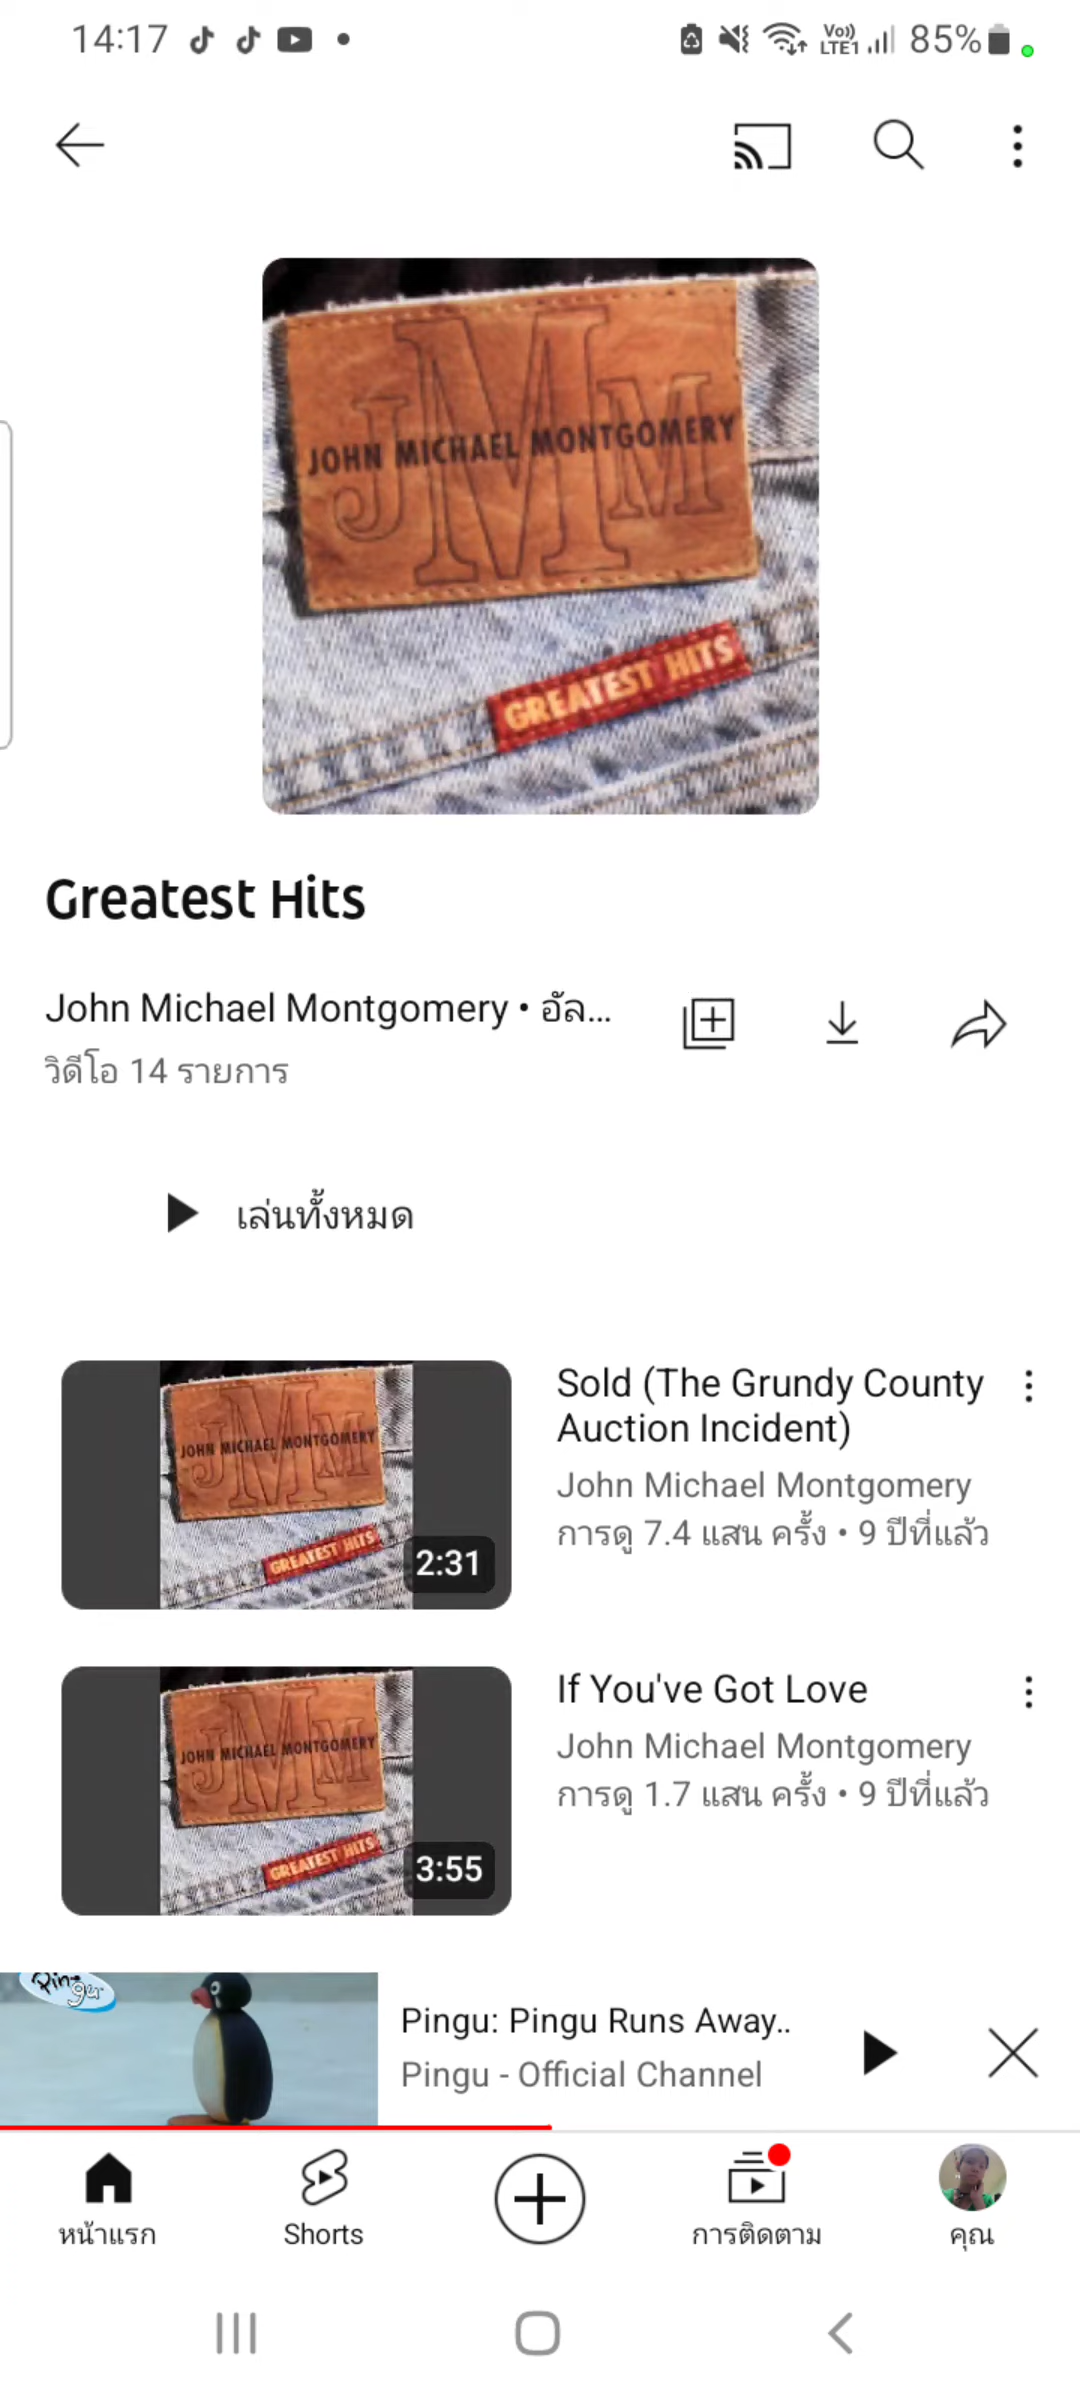 14:17
Vo))
LTE1
85%
JOHN MICHAEL MONTGOMERY
JMM
GREATEST HITS
Greatest Hits
John Michael Montgomery • อัล...
วิดีโอ 14 รายการ
เล่นทั้งหมด
JOHN MICHAEL MONTGOMERY
JMM
GREATEST HITS
2:31
Sold (The Grundy County
Auction Incident)
John Michael Montgomery
การดู 7.4 แสน ครั้ง • 9 ปีที่แล้ว
JOHN MICHAEL MONTGOMERY
JMM
GREATEST HITS
3:55
If You've Got Love
John Michael Montgomery
การดู 1.7 แสน ครั้ง • 9 ปีที่แล้ว
Pingu
Pingu: Pingu Runs Away..
Pingu - Official Channel
หน้าแรก
Shorts
การติดตาม
คุณ